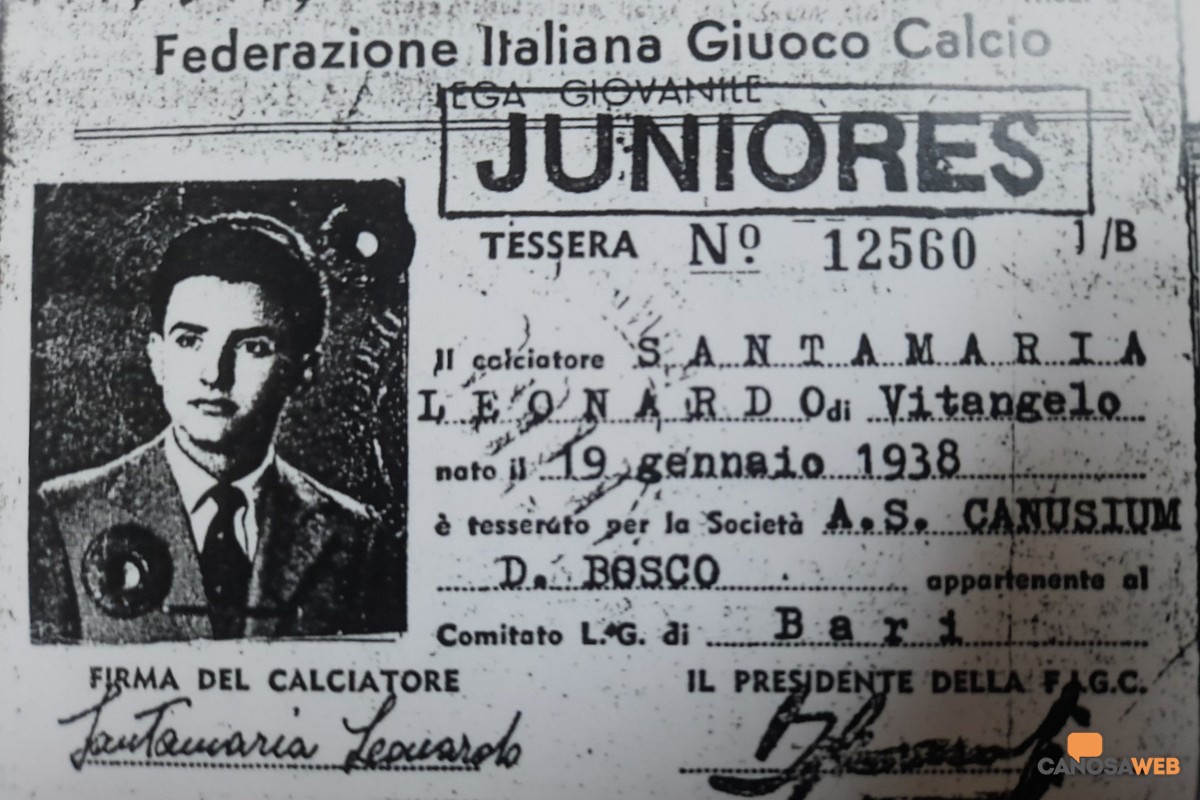 Federazione Italiana Giuoco Calcio
LEGA GIOVANILE
JUNIORES
TESSERA Nº 12560 1/B
Il calciatore SANTAMARIA
LEONARDO di Vitangelo
nato il 19 gennaio 1938
è tesserato per la Società A.S. CANUSIUM
D. BOSCO appartenente al
Comitato L.G. di Bari
FIRMA DEL CALCIATORE
IL PRESIDENTE DELLA F.I.G.C.
Santamaria Leonardo
CANOSAWEB